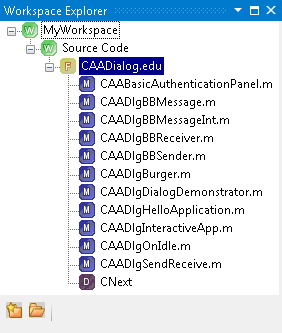 Workspace Explorer
W MyWorkspace
W Source Code
F CAADialog.edu
M CAABasicAuthenticationPanel.m
M CAADlgBBMessage.m
M CAADlgBBMessageInt.m
M CAADlgBBReceiver.m
M CAADlgBBSender.m
M CAADlgBurger.m
M CAADlgDialogDemonstrator.m
M CAADlgHelloApplication.m
M CAADlgInteractiveApp.m
M CAADlgOnIdle.m
M CAADlgSendReceive.m
D CNext